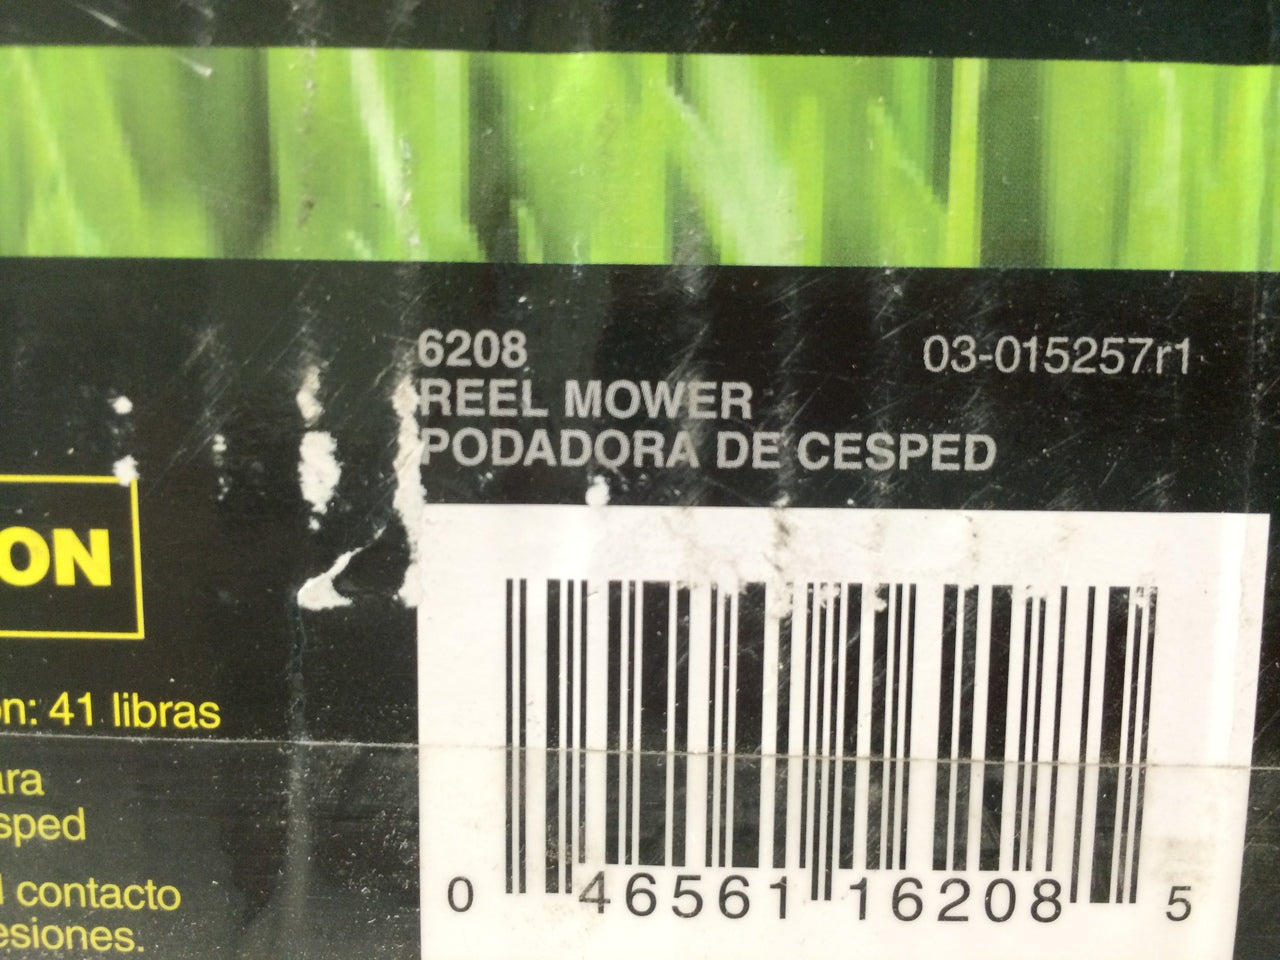 6208
03-015257r1
REEL MOWER
PODADORA DE CESPED
ON
n: 41 libras
ara
sped
l contacto
esiones.
0 46561 16208 5